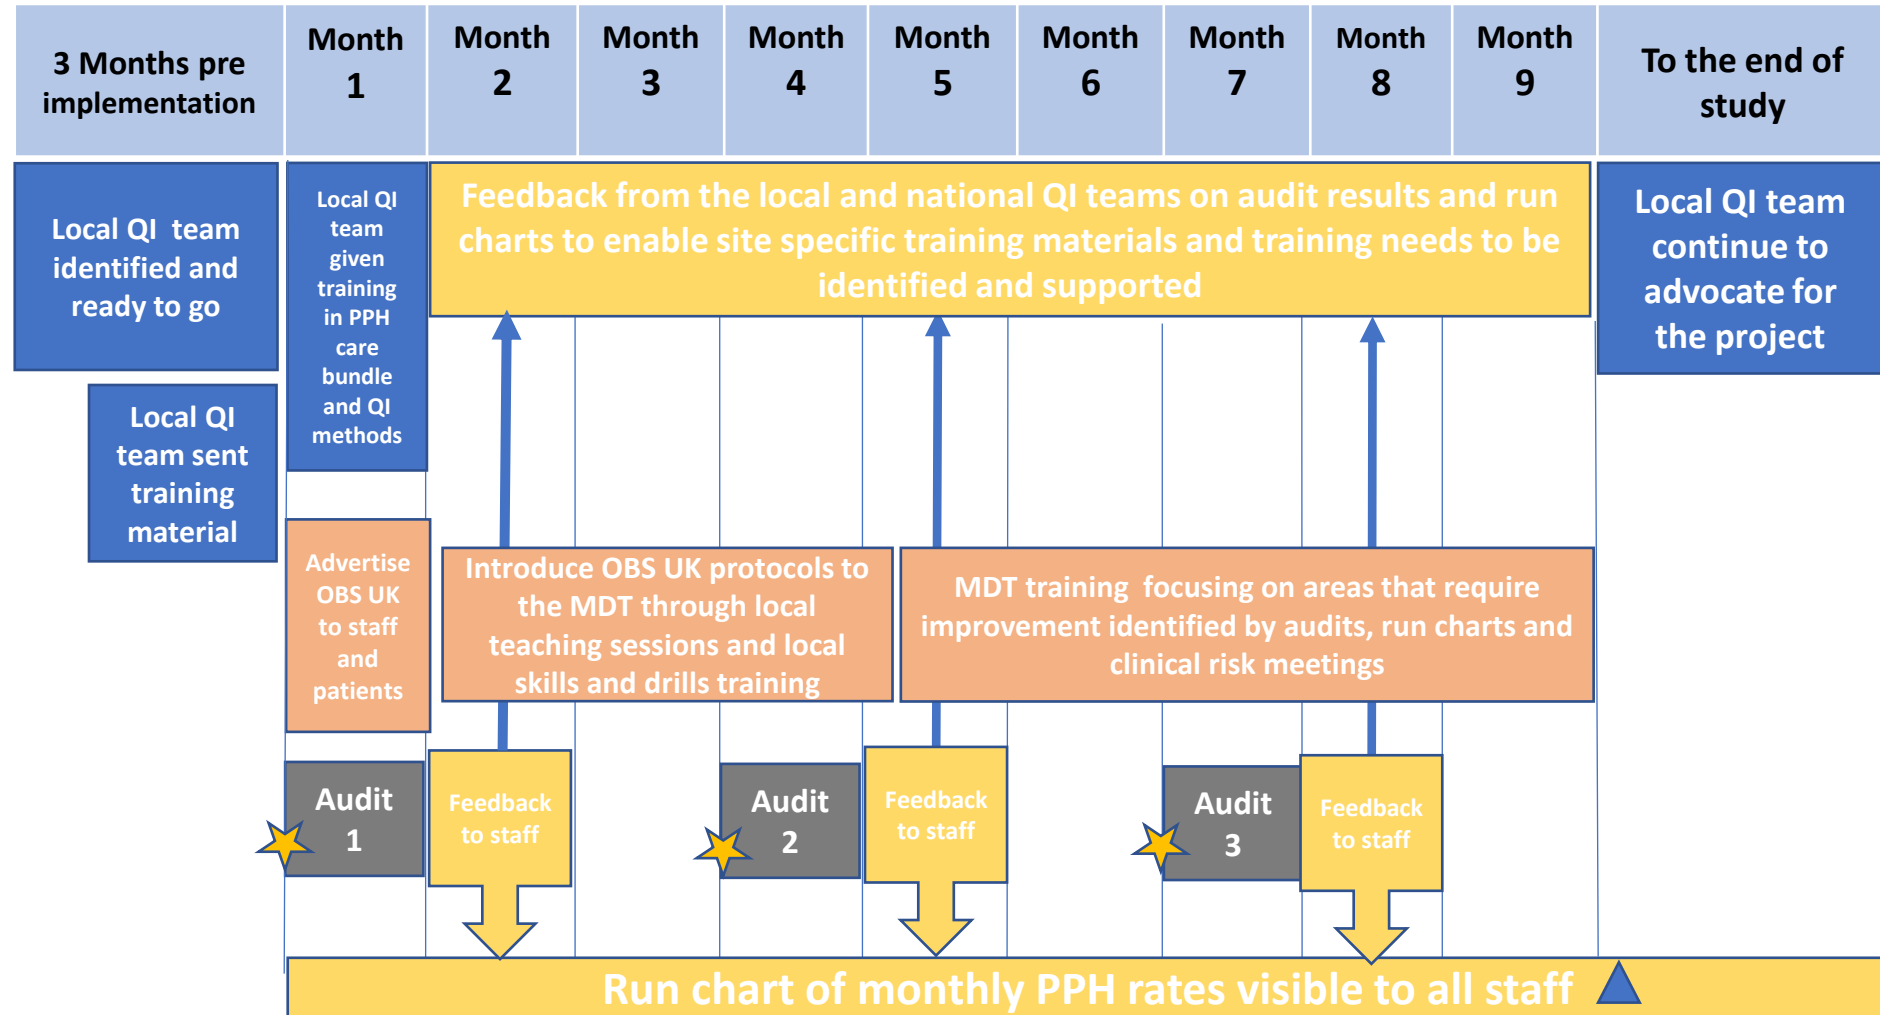 3 Months pre
implementation
Month
1
Month
2
Month
3
Month
4
Month
5
Month
6
Month
7
Month
8
Month
9
To the end of
study
Local QI team
identified and
ready to go
Local QI
team sent
training
material
Local QI
team
given
training
in PPH
care
bundle
and QI
methods
Feedback from the local and national QI teams on audit results and run
charts to enable site specific training materials and training needs to be
identified and supported
Local QI team
continue to
advocate for
the project
Advertise
OBS UK
to staff
and
patients
Introduce OBS UK protocols to
the MDT through local
teaching sessions and local
skills and drills training
MDT training focusing on areas that require
improvement identified by audits, run charts and
clinical risk meetings
Audit
1
Feedback
to staff
Audit
2
Feedback
to staff
Audit
3
Feedback
to staff
Run chart of monthly PPH rates visible to all staff